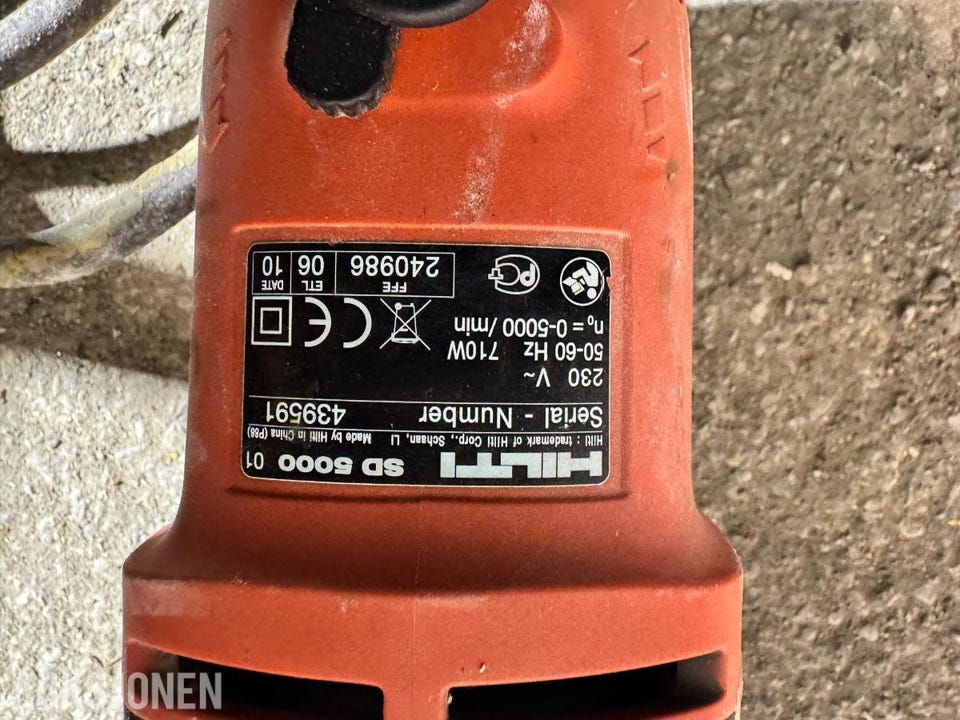 HILTI SD 5000 01
Hilti : trademark of Hilti Corp., Schaan, LI Made by Hilti in China (P88)
Serial - Number 439591
230 V~
50-60 Hz 710W
n₀ = 0-5000 /min
CE
FFE ETL DATE
240986 06 10